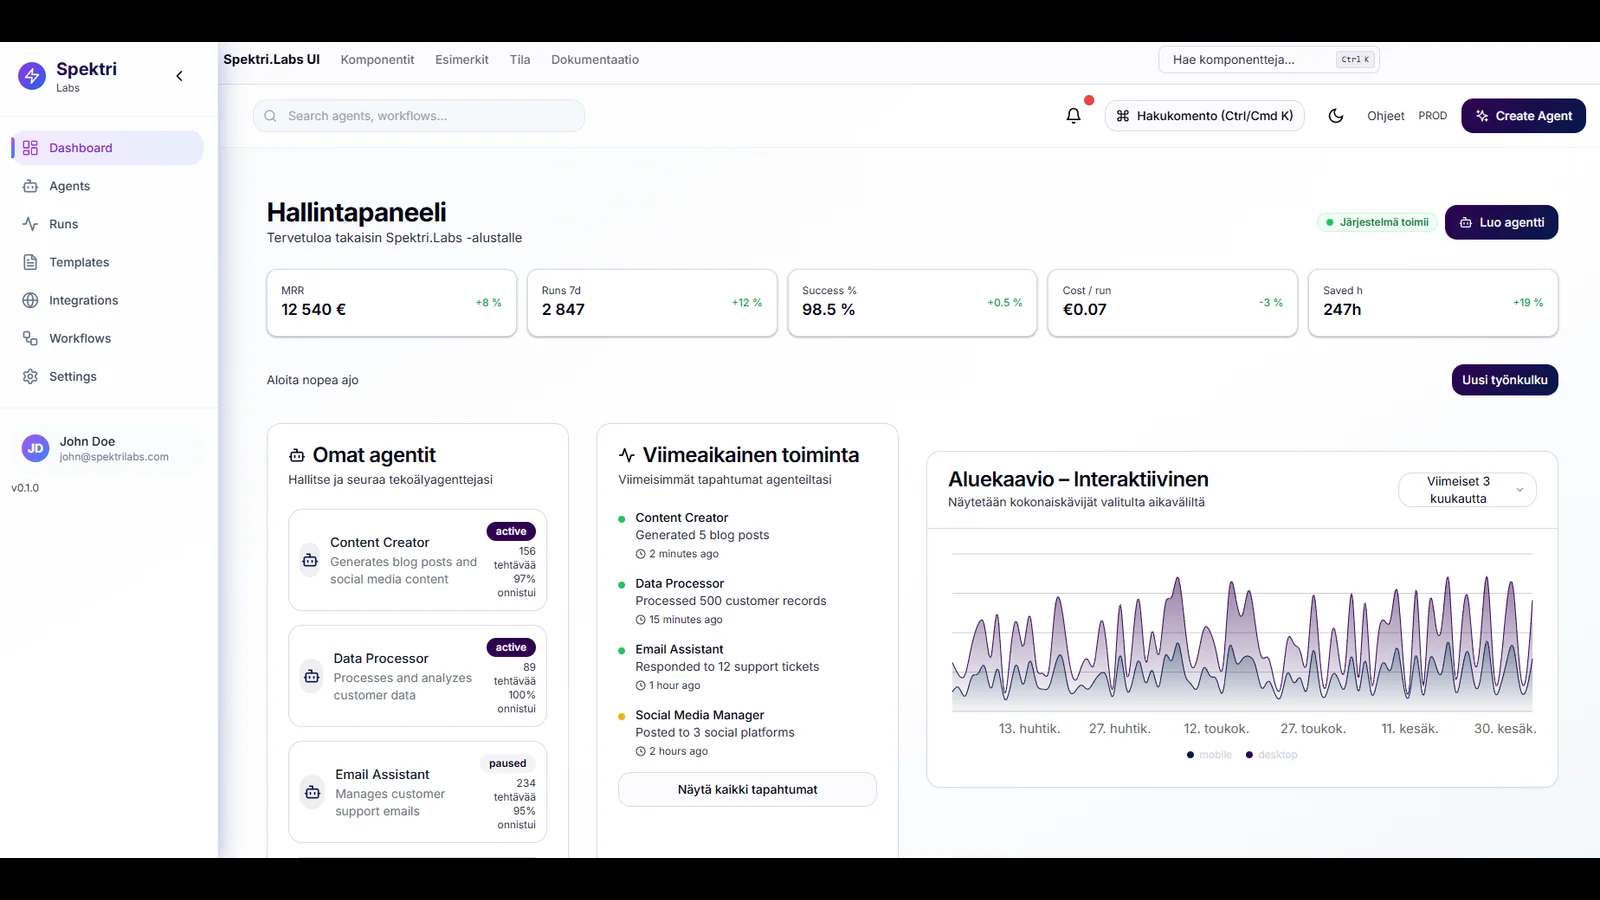 Spektri
Labs
Dashboard
Agents
Runs
Templates
Integrations
Workflows
Settings
JD
John Doe
john@spektrilabs.com
v0.1.0
Spektri.Labs UI
Komponentit
Esimerkit
Tila
Dokumentaatio
Hae komponentteja...
Ctrl K
Search agents, workflows...
⌘ Hakukomento (Ctrl/Cmd K)
Ohjeet
PROD
Create Agent
Hallintapaneeli
Tervetuloa takaisin Spektri.Labs -alustalle
Järjestelmä toimii
Luo agentti
MRR
12 540 €
+8 %
Runs 7d
2 847
+12 %
Success %
98.5 %
+0.5 %
Cost / run
€0.07
-3 %
Saved h
247h
+19 %
Aloita nopea ajo
Uusi työnkulku
Omat agentit
Hallitse ja seuraa tekoälyagenttejasi
Content Creator
Generates blog posts and
social media content
active
156
tehtävää
97%
onnistui
Data Processor
Processes and analyzes
customer data
active
89
tehtävää
100%
onnistui
Email Assistant
Manages customer
support emails
paused
234
tehtävää
95%
onnistui
Viimeaikainen toiminta
Viimeisimmät tapahtumat agenteiltasi
Content Creator
Generated 5 blog posts
2 minutes ago
Data Processor
Processed 500 customer records
15 minutes ago
Email Assistant
Responded to 12 support tickets
1 hour ago
Social Media Manager
Posted to 3 social platforms
2 hours ago
Näytä kaikki tapahtumat
Aluekaavio – Interaktiivinen
Näytetään kokonaiskävijät valitulta aikaväliltä
Viimeiset 3
kuukautta
13. huhtik.
27. huhtik.
12. toukok.
27. toukok.
11. kesäk.
30. kesäk.
mobile
desktop